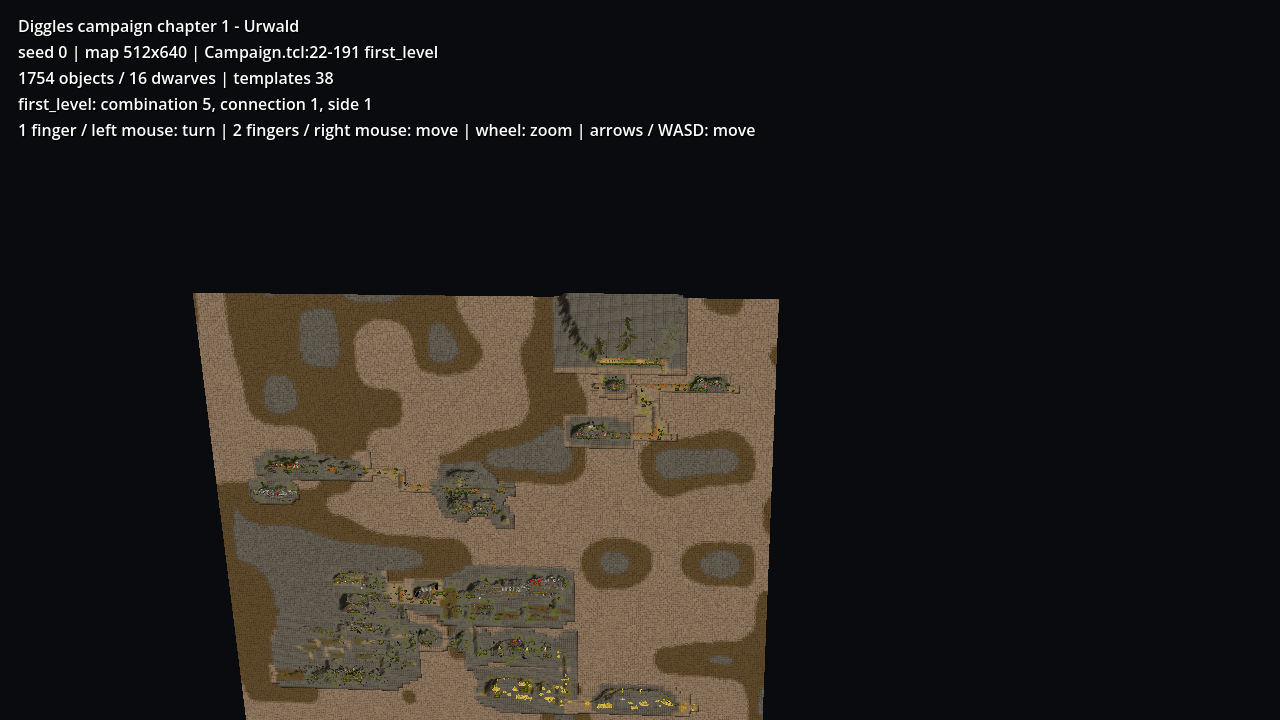 Diggles campaign chapter 1 - Urwald
seed 0 | map 512x640 | Campaign.tcl:22-191 first_level
1754 objects / 16 dwarves | templates 38
first_level: combination 5, connection 1, side 1
1 finger / left mouse: turn | 2 fingers / right mouse: move | wheel: zoom | arrows / WASD: move